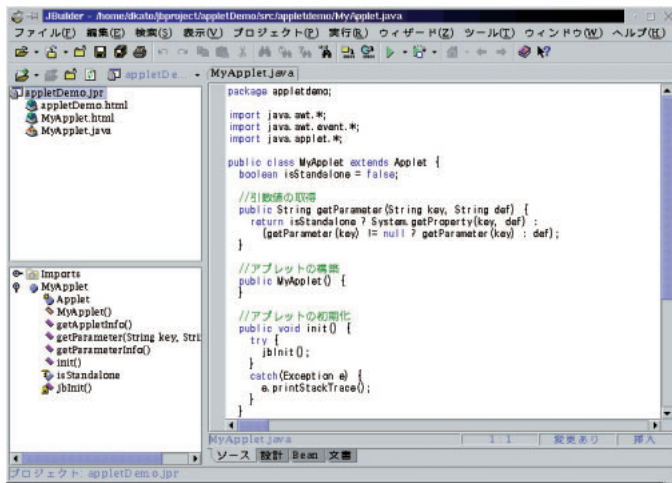 JBuilder - /home/dkato/jbproject/appletDemo/src/appletdemo/MyApplet.java
ファイル(F) 編集(E) 検索(S) 表示(V) プロジェクト(P) 実行(R) ウィザード(Z) ツール(T) ウィンドウ(W) ヘルプ(H)
appletDe...
MyApplet.java
appletDemo.jpr
appletDemo.html
MyApplet.html
MyApplet.java
Imports
MyApplet
Applet
MyApplet()
getAppletInfo()
getParameter(String key, Stri
getParameterInfo()
init()
isStandalone
jbInit()
package appletdemo;
import java.awt.*;
import java.awt.event.*;
import java.applet.*;
public class MyApplet extends Applet {
boolean isStandalone = false;
//引数値の取得
public String getParameter(String key, String def) {
return isStandalone ? System.getProperty(key, def) :
(getParameter(key) != null ? getParameter(key) : def);
}
//アプレットの構築
public MyApplet() {
}
//アプレットの初期化
public void init() {
try {
jbInit();
}
catch(Exception e) {
e.printStackTrace();
}
}
MyApplet.java 1:1 変更あり 挿入
ソース 設計 Bean 文書
プロジェクト: appletDemo.jpr